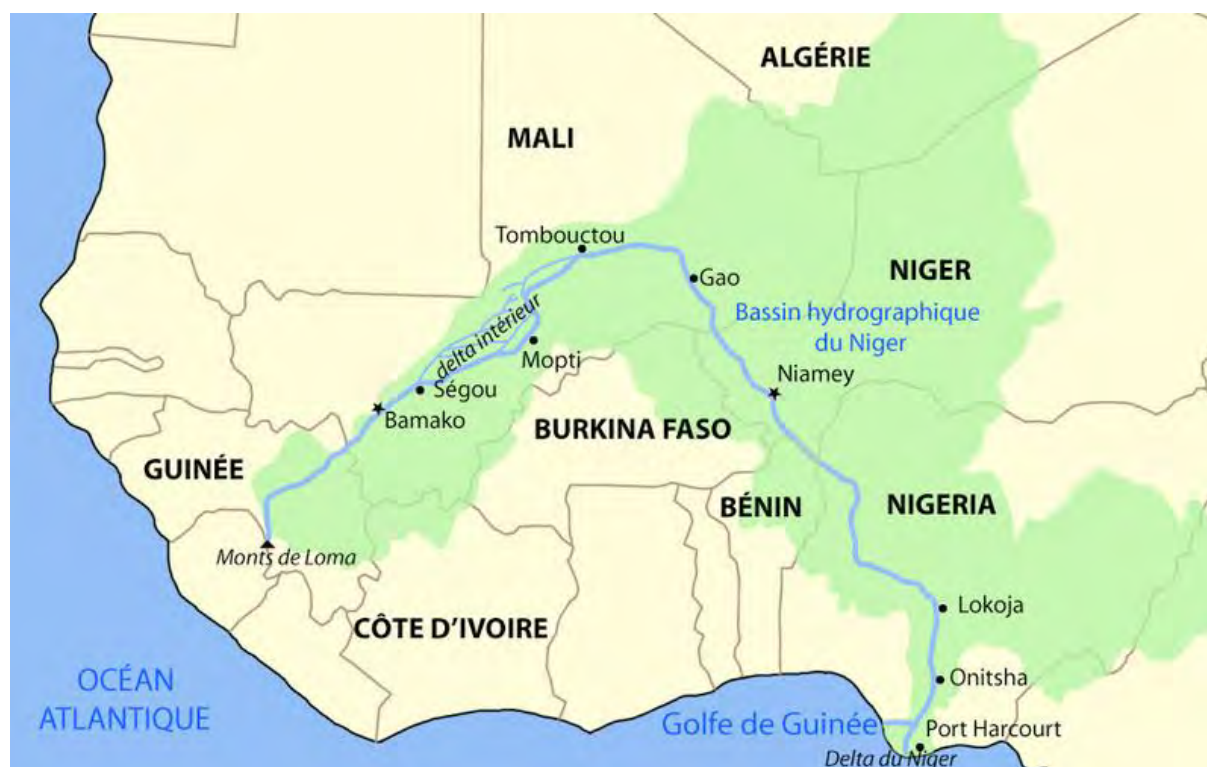 ALGÉRIE
MALI
Tombouctou
Gao
NIGER
Bassin hydrographique
du Niger
delta intérieur
Mopti
Niamey
Ségou
Bamako
BURKINA FASO
GUINÉE
BÉNIN
NIGERIA
Monts de Loma
Lokoja
CÔTE D'IVOIRE
Onitsha
OCÉAN
ATLANTIQUE
Golfe de Guinée
Port Harcourt
Delta du Niger